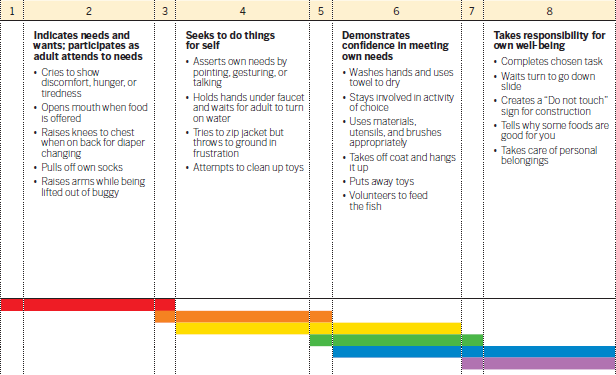 1 2 3 4 5 6 7 8
Indicates needs and
wants; participates as
adult attends to needs
• Cries to show
discomfort, hunger, or
tiredness
• Opens mouth when food
is offered
• Raises knees to chest
when on back for diaper
changing
• Pulls off own socks
• Raises arms while being
lifted out of buggy
Seeks to do things
for self
• Asserts own needs by
pointing, gesturing, or
talking
• Holds hands under faucet
and waits for adult to turn
on water
• Tries to zip jacket but
throws to ground in
frustration
• Attempts to clean up toys
Demonstrates
confidence in meeting
own needs
• Washes hands and uses
towel to dry
• Stays involved in activity
of choice
• Uses materials,
utensils, and brushes
appropriately
• Takes off coat and hangs
it up
• Puts away toys
• Volunteers to feed
the fish
Takes responsibility for
own well-being
• Completes chosen task
• Waits turn to go down
slide
• Creates a “Do not touch”
sign for construction
• Tells why some foods are
good for you
• Takes care of personal
belongings